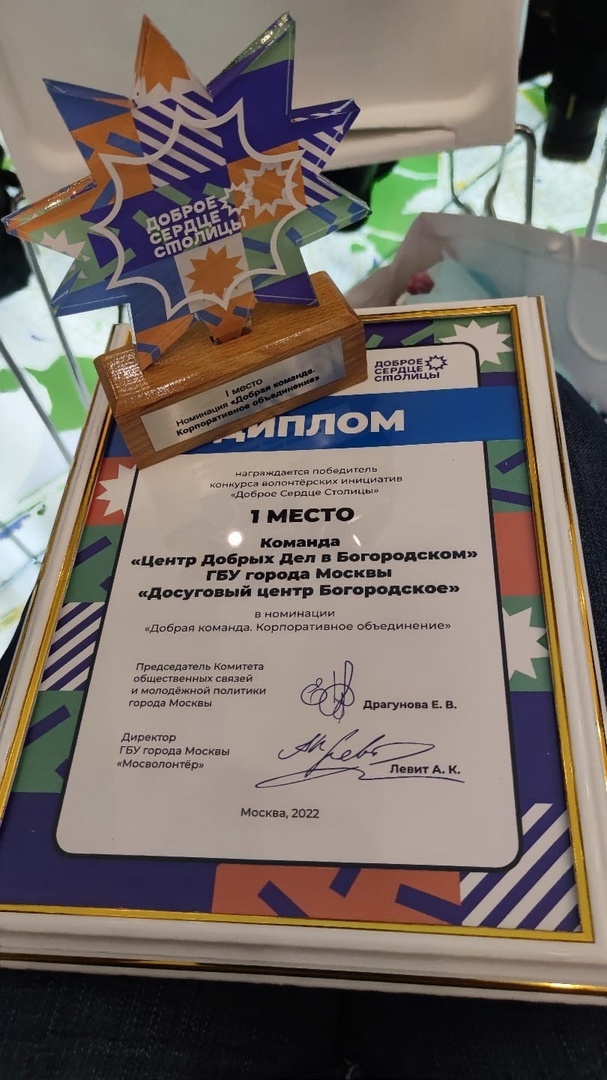 ДОБРОЕ
СЕРДЦЕ
СТОЛИЦЫ
1 место
Номинация «Добрая команда.
Корпоративное объединение»
ДОБРОЕ
СЕРДЦЕ
СТОЛИЦЫ
ДИПЛОМ
награждается победитель
конкурса волонтёрских инициатив
«Доброе Сердце Столицы»
1 МЕСТО
Команда
«Центр Добрых Дел в Богородском»
ГБУ города Москвы
«Досуговый центр Богородское»
в номинации
«Добрая команда. Корпоративное объединение»
Председатель Комитета
общественных связей
и молодёжной политики
города Москвы
Драгунова Е. В.
Директор
ГБУ города Москвы
«Мосволонтёр»
Левит А. К.
Москва, 2022